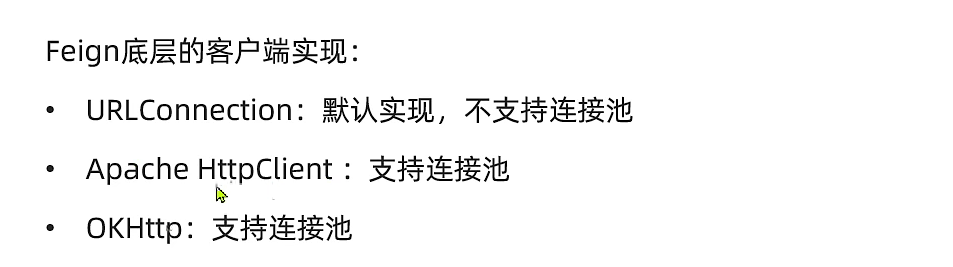 Feign底层的客户端实现：
• URLConnection：默认实现，不支持连接池
• Apache HttpClient ：支持连接池
• OKHttp：支持连接池